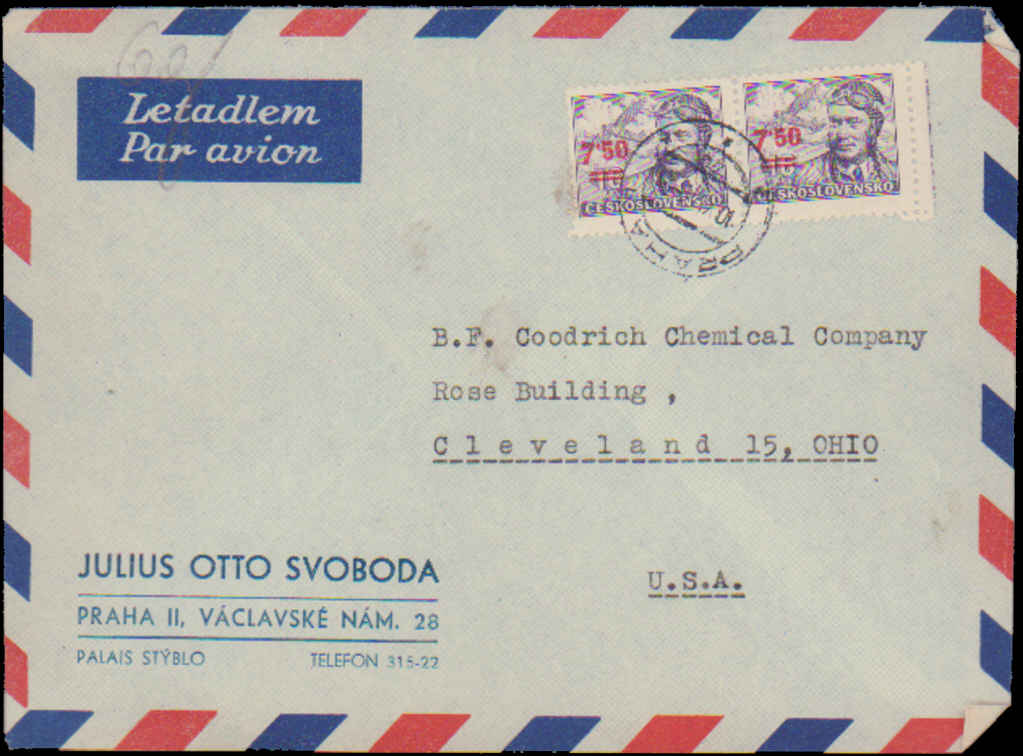 Letadlem
Par avion
7·50
7·50
ČESKOSLOVENSKO
ČESKOSLOVENSKO
PRAHA
B.F. Coodrich Chemical Company
Rose Building ,
Cleveland 15, OHIO
U.S.A.
JULIUS OTTO SVOBODA
PRAHA II, VÁCLAVSKÉ NÁM. 28
PALAIS STÝBLO TELEFON 315-22